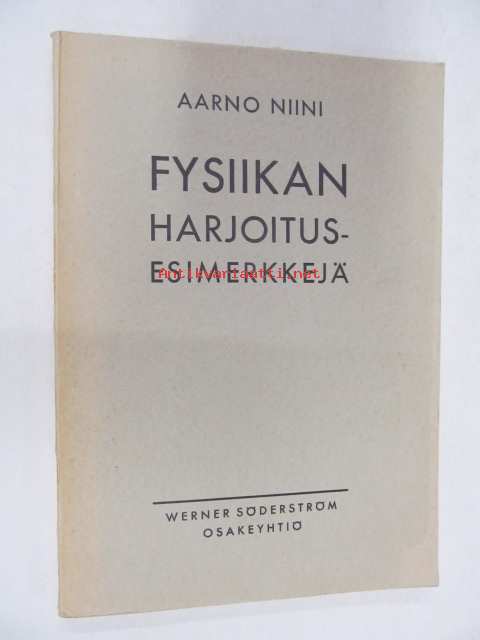 AARNO NIINI
FYSIIKAN
HARJOITUS-
ESIMERKKEJÄ
Antikvariaatti.net
WERNER SÖDERSTRÖM
OSAKEYHTIÖ